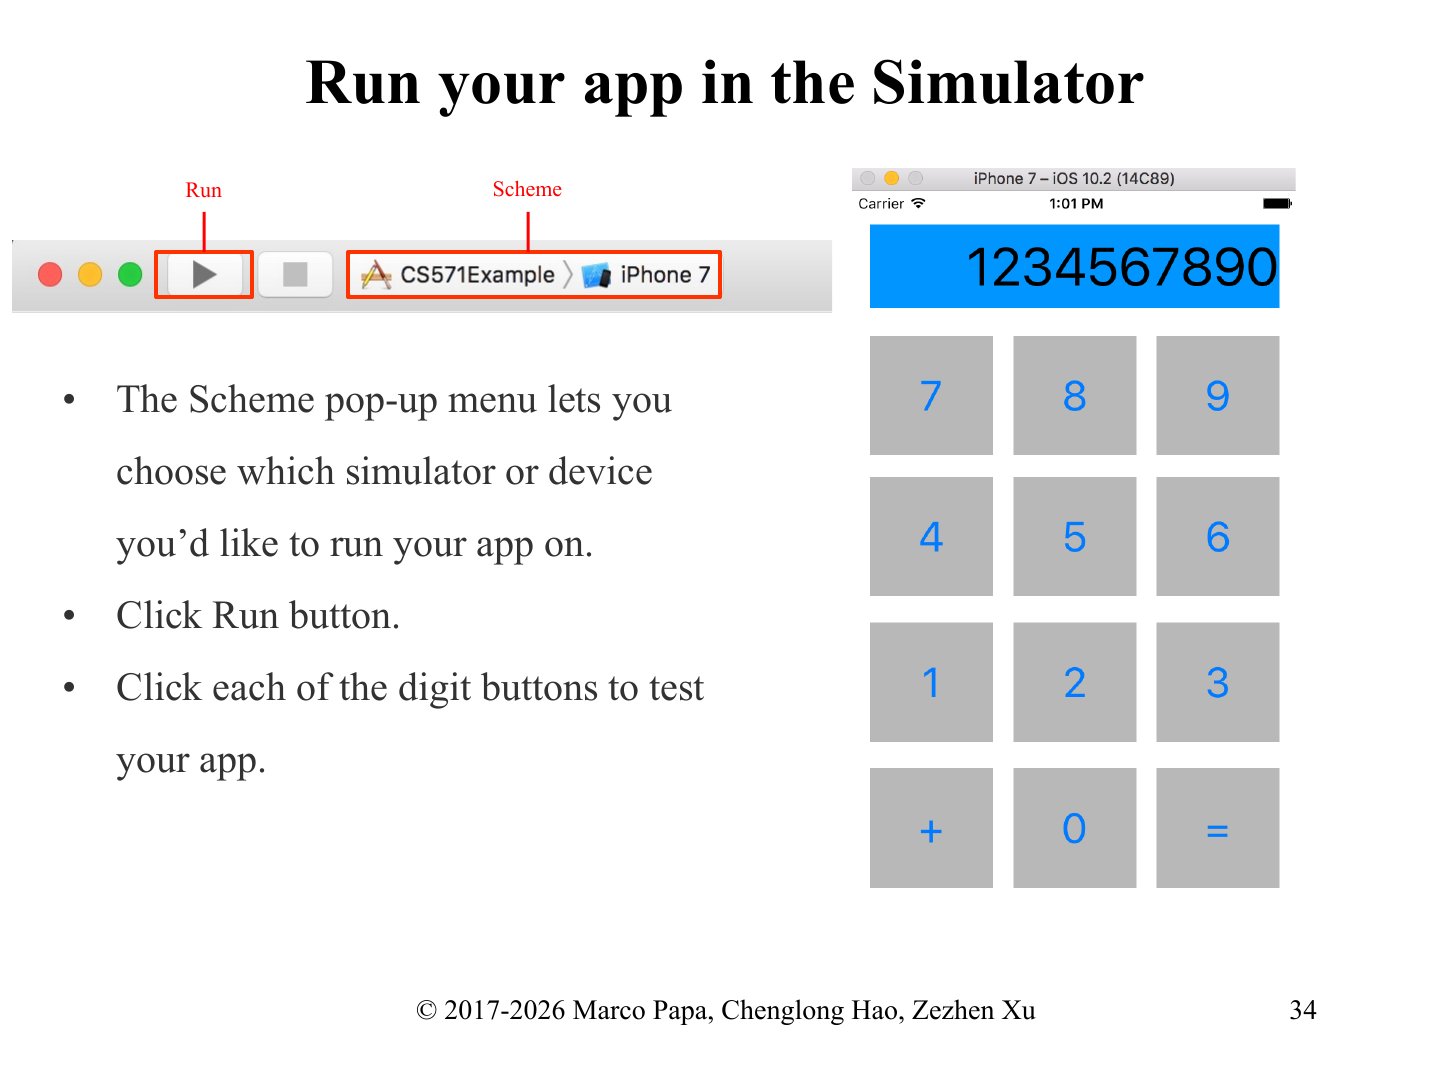 Run your app in the Simulator
Run
Scheme
CS571Example
iPhone 7
• The Scheme pop-up menu lets you
choose which simulator or device
you’d like to run your app on.
• Click Run button.
• Click each of the digit buttons to test
your app.
iPhone 7 – iOS 10.2 (14C89)
Carrier 1:01 PM
1234567890
7 8 9
4 5 6
1 2 3
+ 0 =
© 2017-2026 Marco Papa, Chenglong Hao, Zezhen Xu
34